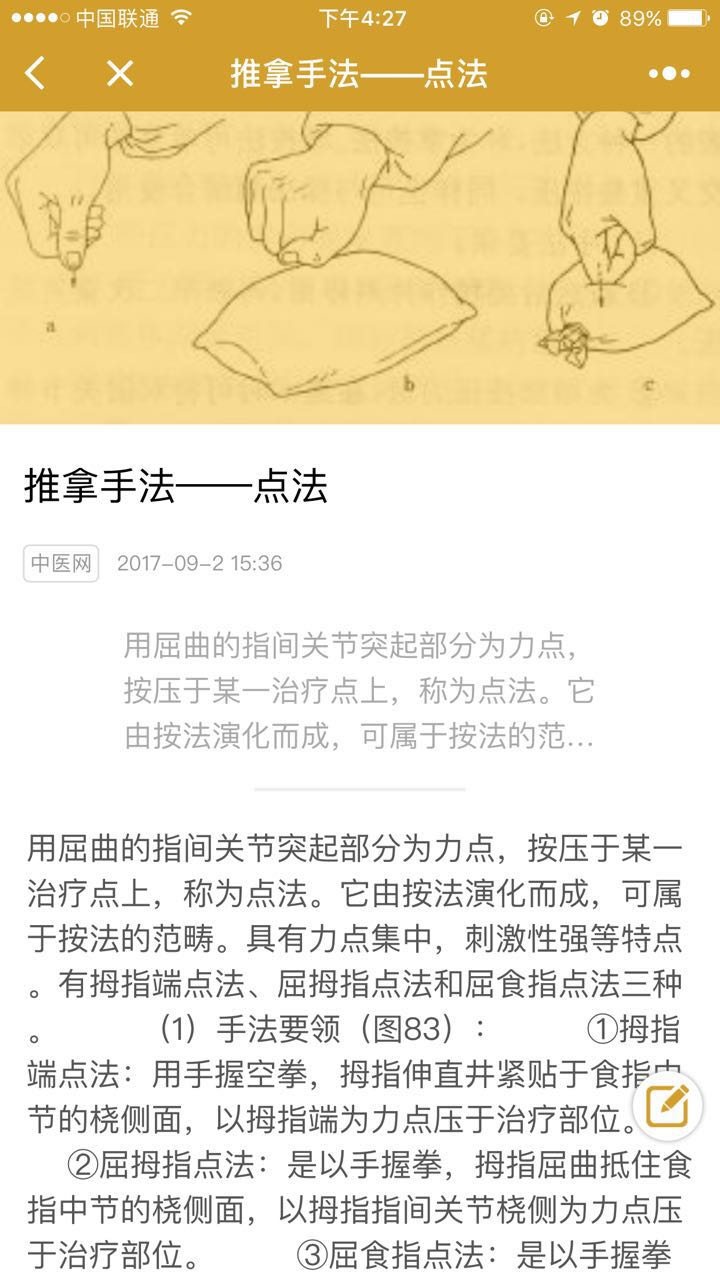 中国联通
下午4:27
89%
推拿手法——点法
a
b
c
推拿手法——点法
中医网
2017-09-2 15:36
用屈曲的指间关节突起部分为力点，
按压于某一治疗点上，称为点法。它
由按法演化而成，可属于按法的范...
用屈曲的指间关节突起部分为力点，按压于某一
治疗点上，称为点法。它由按法演化而成，可属
于按法的范畴。具有力点集中，刺激性强等特点
。有拇指端点法、屈拇指点法和屈食指点法三种
。 （1）手法要领（图83）： ①拇指
端点法：用手握空拳，拇指伸直井紧贴于食指中
节的桡侧面，以拇指端为力点压于治疗部位。
②屈拇指点法：是以手握拳，拇指屈曲抵住食
指中节的桡侧面，以拇指指间关节桡侧为力点压
于治疗部位。 ③屈食指点法：是以手握拳